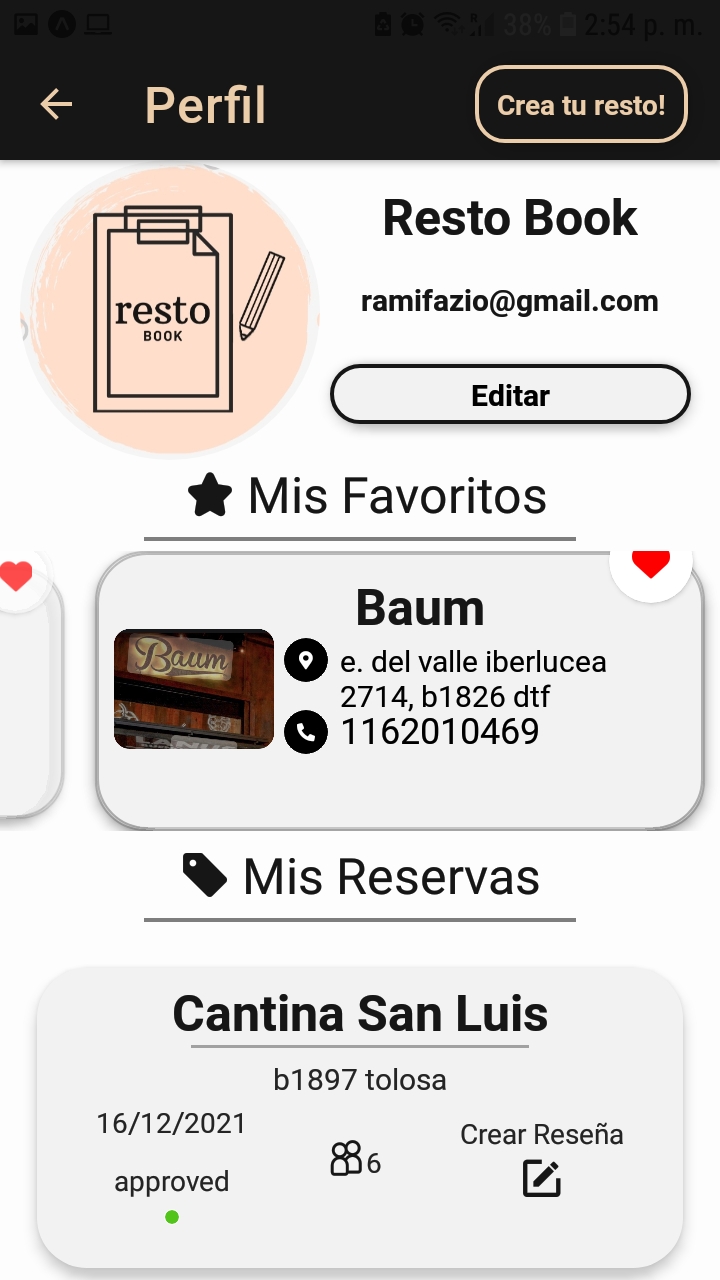 38% 2:54 p. m.
Perfil
Crea tu resto!
resto
BOOK
Resto Book
ramifazio@gmail.com
Editar
Mis Favoritos
Baum
Baum
e. del valle iberlucea
2714, b1826 dtf
1162010469
Mis Reservas
Cantina San Luis
b1897 tolosa
16/12/2021
approved
6
Crear Reseña